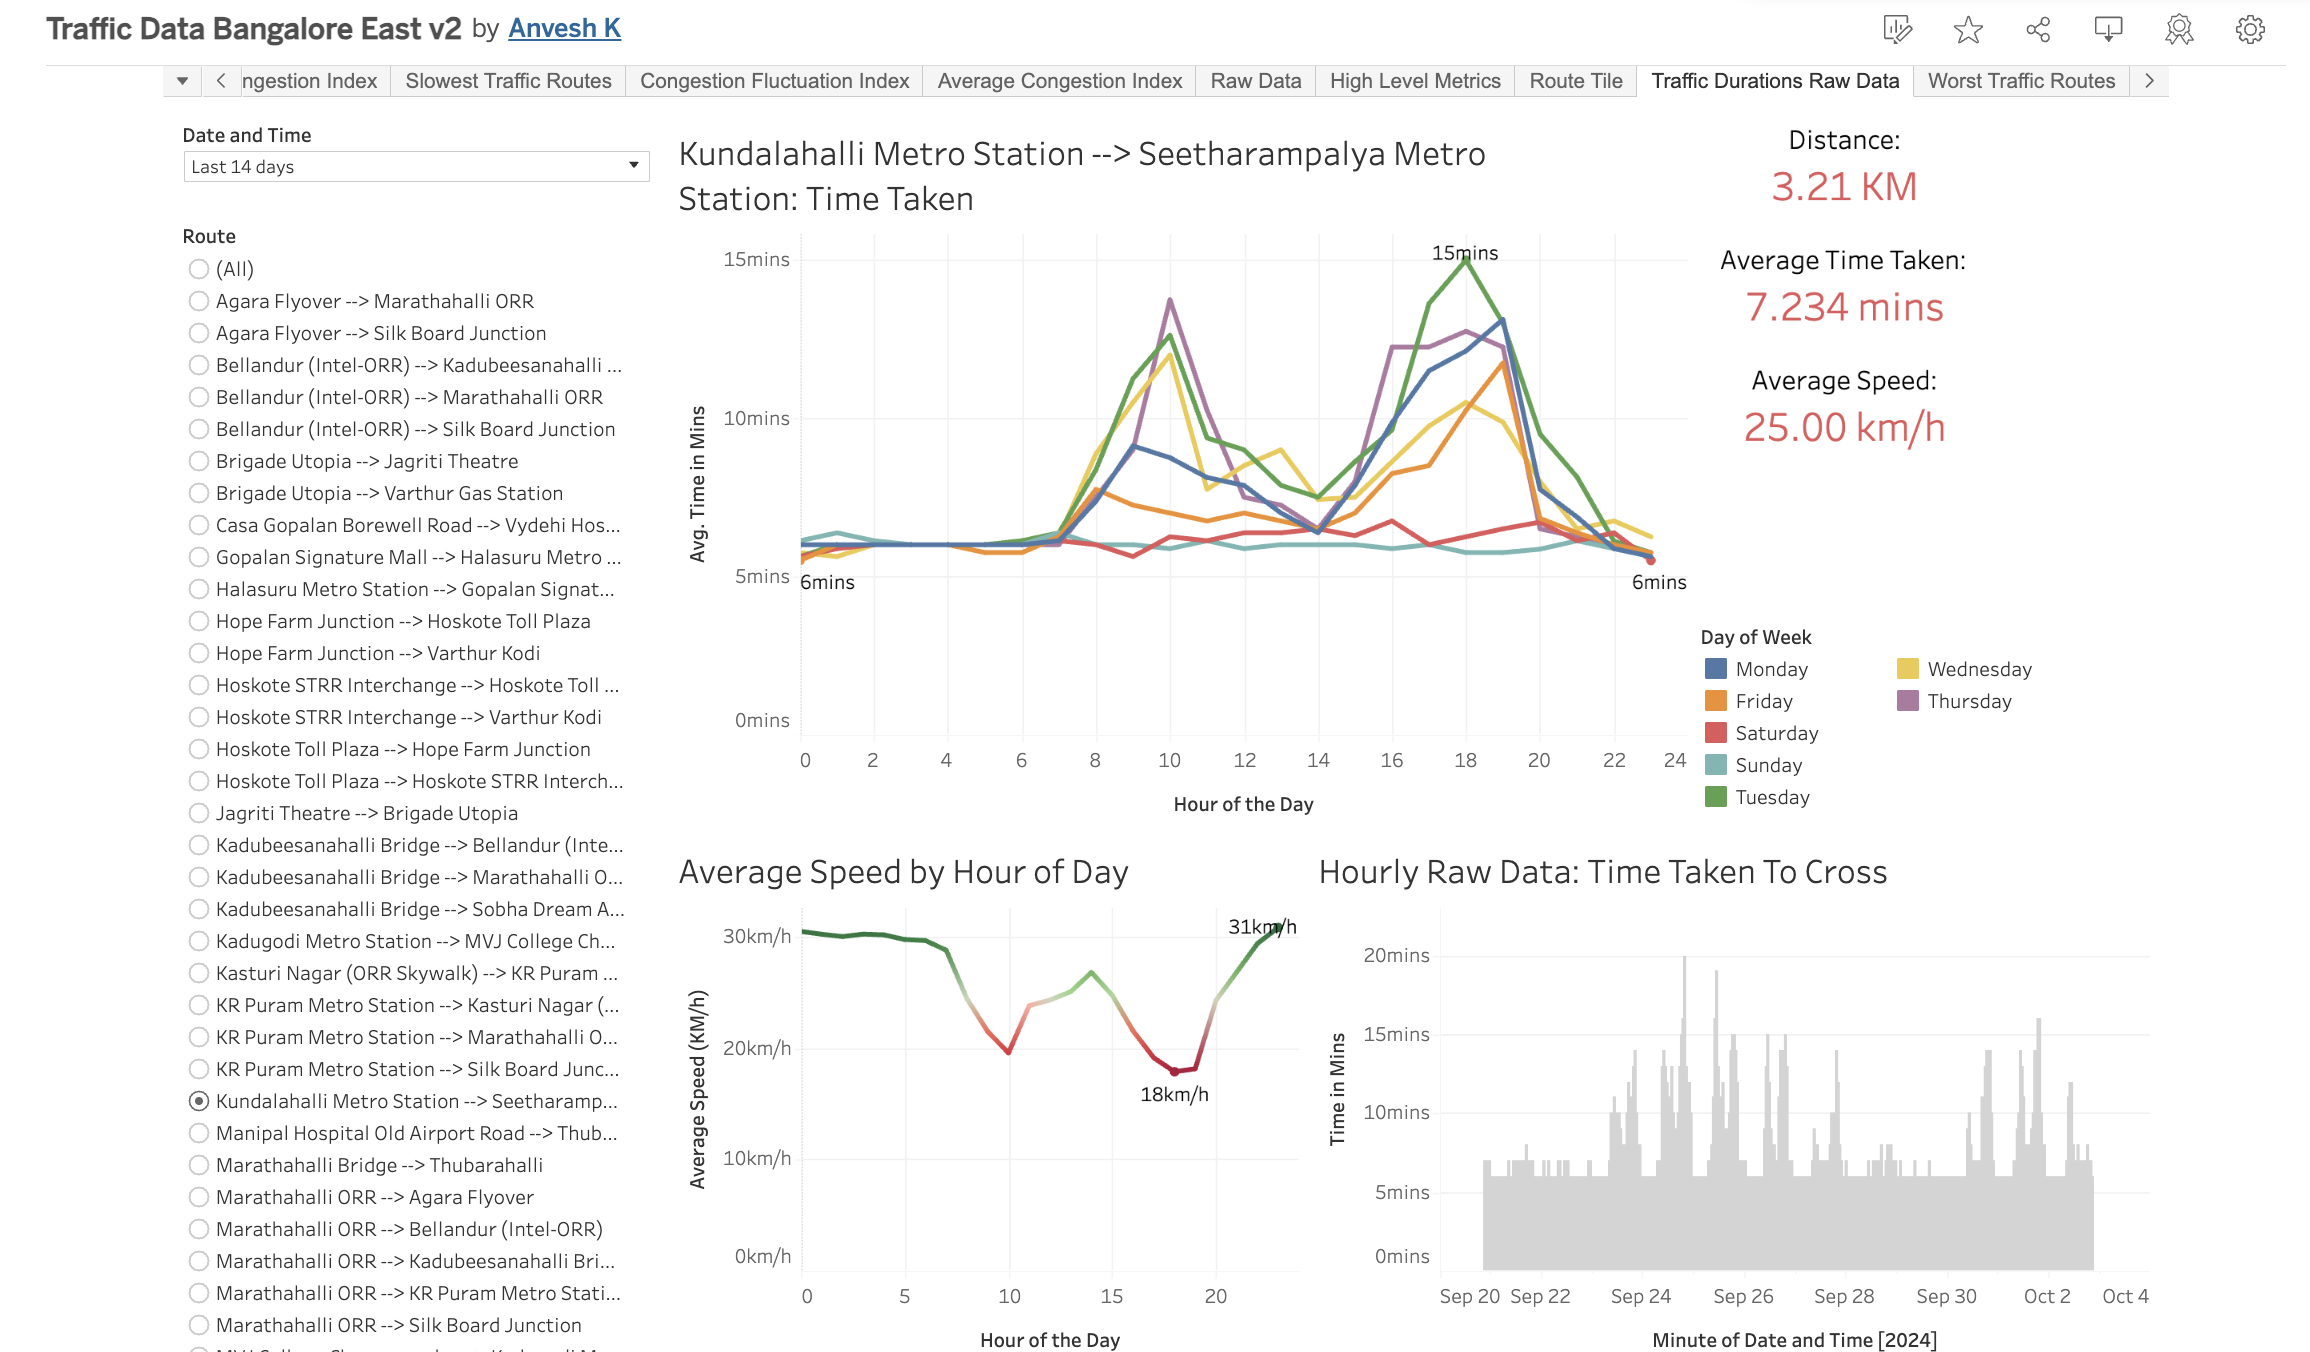 Traffic Data Bangalore East v2 by Anvesh K
ngestion Index
Slowest Traffic Routes
Congestion Fluctuation Index
Average Congestion Index
Raw Data
High Level Metrics
Route Tile
Traffic Durations Raw Data
Worst Traffic Routes
Date and Time
Last 14 days
Route
(All)
Agara Flyover --> Marathahalli ORR
Agara Flyover --> Silk Board Junction
Bellandur (Intel-ORR) --> Kadubeesanahalli ...
Bellandur (Intel-ORR) --> Marathahalli ORR
Bellandur (Intel-ORR) --> Silk Board Junction
Brigade Utopia --> Jagriti Theatre
Brigade Utopia --> Varthur Gas Station
Casa Gopalan Borewell Road --> Vydehi Hos...
Gopalan Signature Mall --> Halasuru Metro ...
Halasuru Metro Station --> Gopalan Signat...
Hope Farm Junction --> Hoskote Toll Plaza
Hope Farm Junction --> Varthur Kodi
Hoskote STRR Interchange --> Hoskote Toll ...
Hoskote STRR Interchange --> Varthur Kodi
Hoskote Toll Plaza --> Hope Farm Junction
Hoskote Toll Plaza --> Hoskote STRR Interch...
Jagriti Theatre --> Brigade Utopia
Kadubeesanahalli Bridge --> Bellandur (Inte...
Kadubeesanahalli Bridge --> Marathahalli O...
Kadubeesanahalli Bridge --> Sobha Dream A...
Kadugodi Metro Station --> MVJ College Ch...
Kasturi Nagar (ORR Skywalk) --> KR Puram ...
KR Puram Metro Station --> Kasturi Nagar (...
KR Puram Metro Station --> Marathahalli O...
KR Puram Metro Station --> Silk Board Junc...
Kundalahalli Metro Station --> Seetharamp...
Manipal Hospital Old Airport Road --> Thub...
Marathahalli Bridge --> Thubarahalli
Marathahalli ORR --> Agara Flyover
Marathahalli ORR --> Bellandur (Intel-ORR)
Marathahalli ORR --> Kadubeesanahalli Bri...
Marathahalli ORR --> KR Puram Metro Stati...
Marathahalli ORR --> Silk Board Junction
Kundalahalli Metro Station --> Seetharampalya Metro
Station: Time Taken
Avg. Time in Mins
15mins
10mins
5mins
0mins
15mins
6mins
6mins
0 2 4 6 8 10 12 14 16 18 20 22 24
Hour of the Day
Distance:
3.21 KM
Average Time Taken:
7.234 mins
Average Speed:
25.00 km/h
Day of Week
Monday
Friday
Saturday
Sunday
Tuesday
Wednesday
Thursday
Average Speed by Hour of Day
Average Speed (KM/h)
30km/h
20km/h
10km/h
0km/h
31km/h
18km/h
0 5 10 15 20
Hour of the Day
Hourly Raw Data: Time Taken To Cross
Time in Mins
20mins
15mins
10mins
5mins
0mins
Sep 20 Sep 22 Sep 24 Sep 26 Sep 28 Sep 30 Oct 2 Oct 4
Minute of Date and Time [2024]